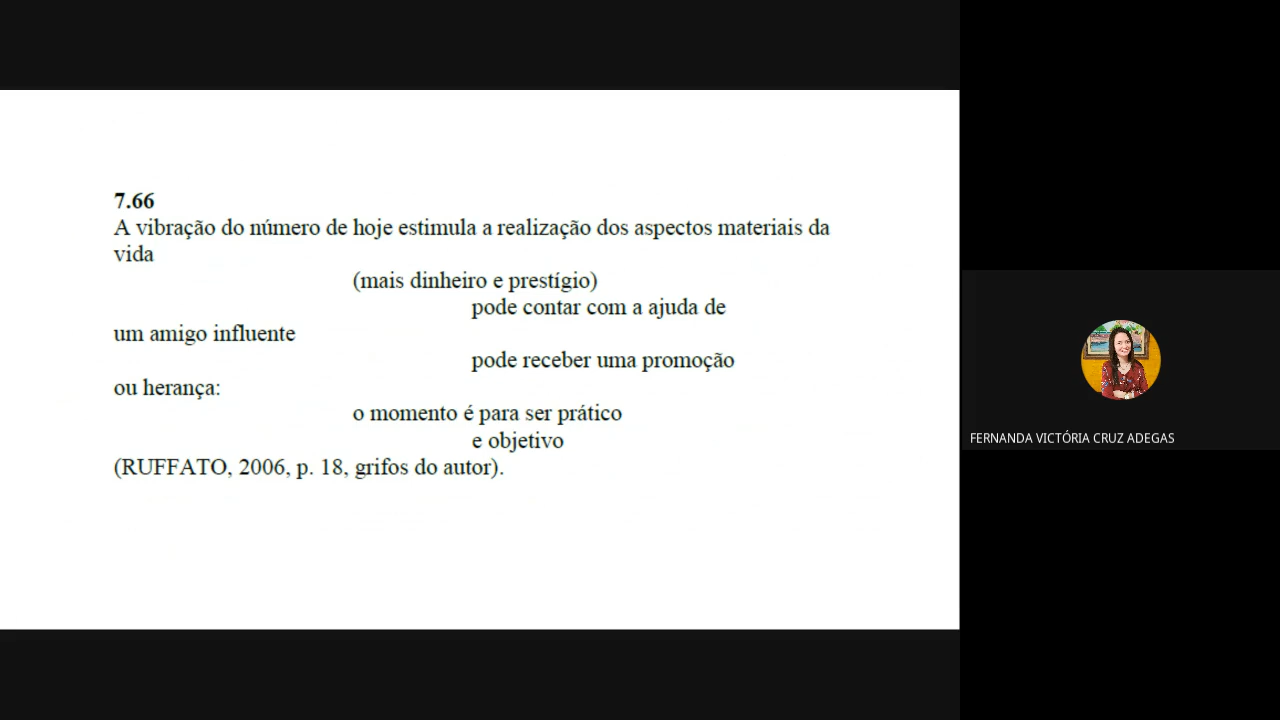 7.66
A vibração do número de hoje estimula a realização dos aspectos materiais da
vida
(mais dinheiro e prestígio)
pode contar com a ajuda de
um amigo influente
pode receber uma promoção
ou herança:
o momento é para ser prático
e objetivo
(RUFFATO, 2006, p. 18, grifos do autor).
FERNANDA VICTÓRIA CRUZ ADEGAS